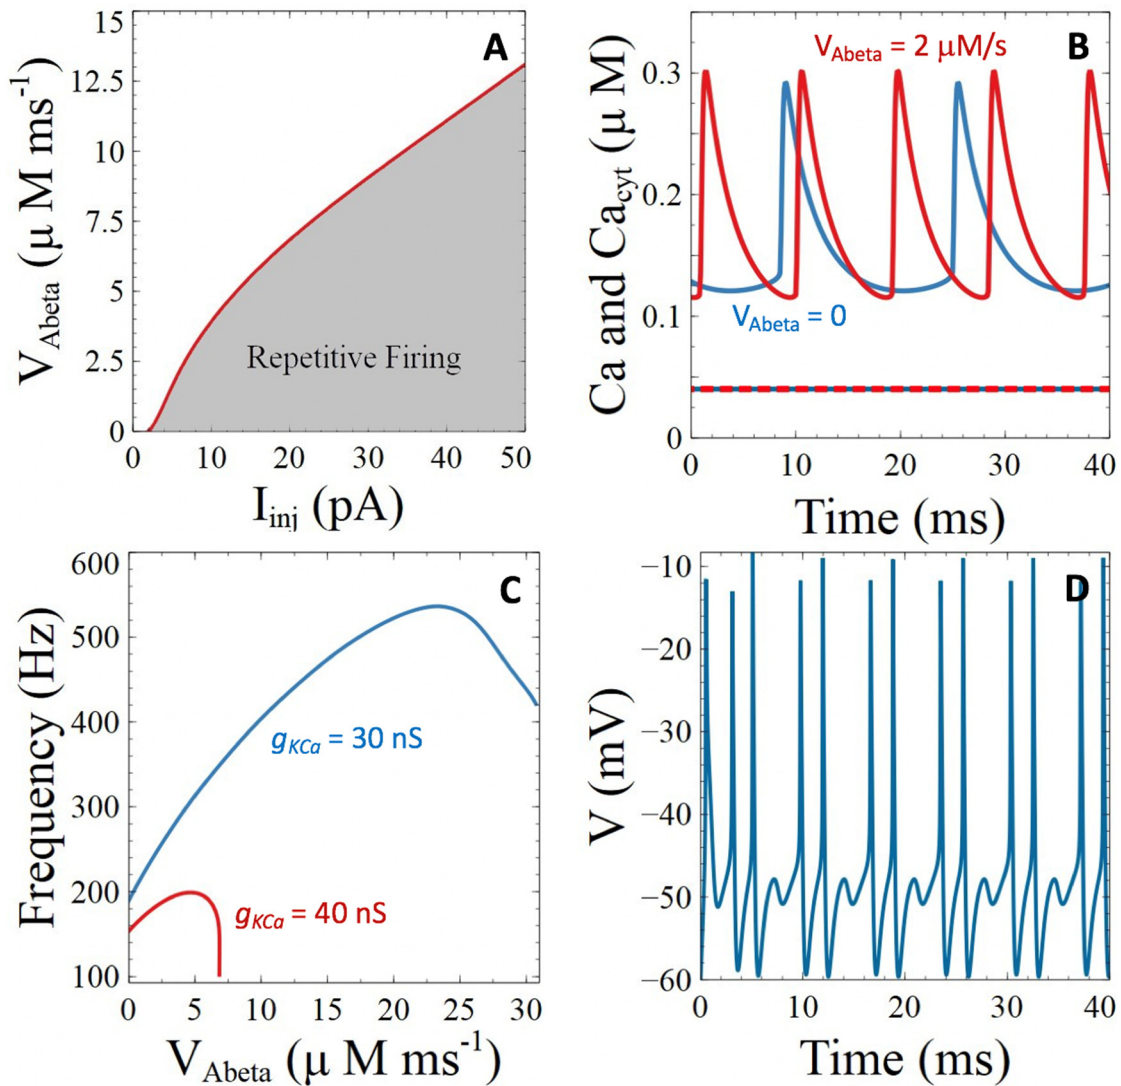 A
V_Abeta (μ M ms^-1)
15
12.5
10
7.5
5
2.5
0
Repetitive Firing
0 10 20 30 40 50
I_inj (pA)
B
V_Abeta = 2 μM/s
Ca and Ca_cyt (μ M)
0.3
0.2
0.1
0
V_Abeta = 0
0 10 20 30 40
Time (ms)
C
Frequency (Hz)
600
500
400
300
200
100
g_KCa = 30 nS
g_KCa = 40 nS
0 5 10 15 20 25 30
V_Abeta (μ M ms^-1)
D
V (mV)
−10
−20
−30
−40
−50
−60
0 10 20 30 40
Time (ms)